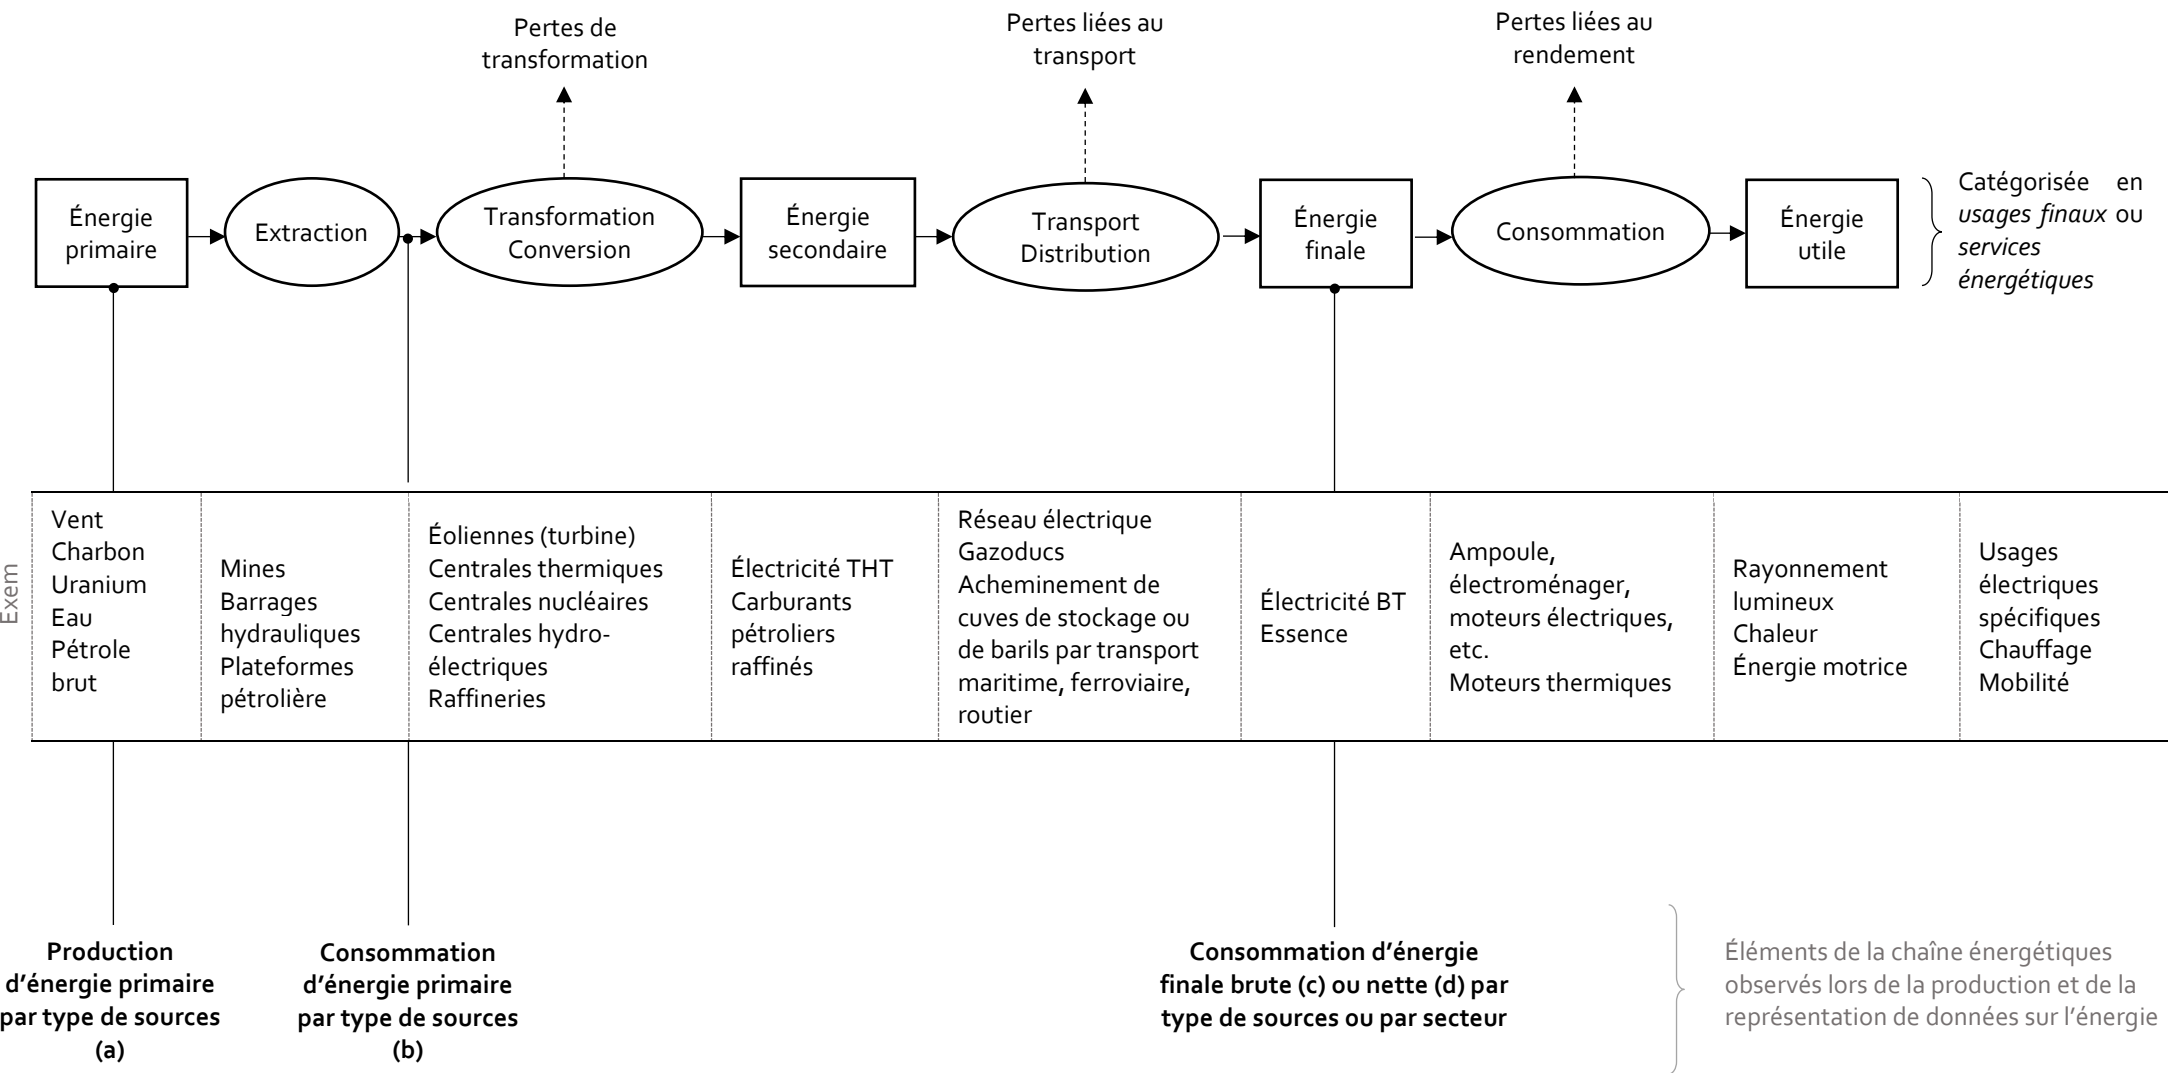 Pertes de
transformation
Pertes liées au
transport
Pertes liées au
rendement
Énergie
primaire
Extraction
Transformation
Conversion
Énergie
secondaire
Transport
Distribution
Énergie
finale
Consommation
Énergie
utile
Catégorisée en
usages finaux ou
services
énergétiques
Exem
Vent
Charbon
Uranium
Eau
Pétrole
brut
Mines
Barrages
hydrauliques
Plateformes
pétrolière
Éoliennes (turbine)
Centrales thermiques
Centrales nucléaires
Centrales hydro-
électriques
Raffineries
Électricité THT
Carburants
pétroliers
raffinés
Réseau électrique
Gazoducs
Acheminement de
cuves de stockage ou
de barils par transport
maritime, ferroviaire,
routier
Électricité BT
Essence
Ampoule,
électroménager,
moteurs électriques,
etc.
Moteurs thermiques
Rayonnement
lumineux
Chaleur
Énergie motrice
Usages
électriques
spécifiques
Chauffage
Mobilité
Production
d'énergie primaire
par type de sources
(a)
Consommation
d'énergie primaire
par type de sources
(b)
Consommation d'énergie
finale brute (c) ou nette (d) par
type de sources ou par secteur
Éléments de la chaîne énergétiques
observés lors de la production et de la
représentation de données sur l'énergie